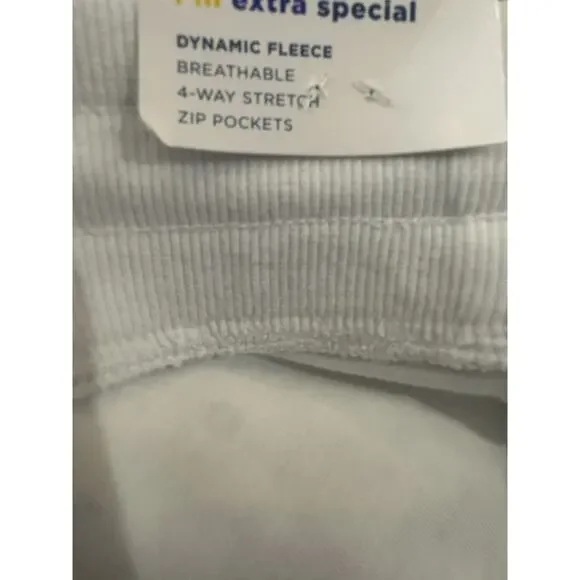 I'm extra special
DYNAMIC FLEECE
BREATHABLE
4-WAY STRETCH
ZIP POCKETS